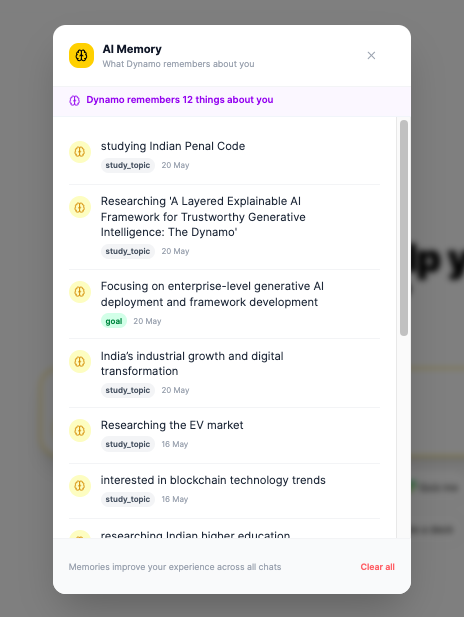 AI Memory
What Dynamo remembers about you
Dynamo remembers 12 things about you
studying Indian Penal Code
study_topic 20 May
Researching 'A Layered Explainable AI
Framework for Trustworthy Generative
Intelligence: The Dynamo'
study_topic 20 May
Focusing on enterprise-level generative AI
deployment and framework development
goal 20 May
India's industrial growth and digital
transformation
study_topic 20 May
Researching the EV market
study_topic 16 May
interested in blockchain technology trends
study_topic 16 May
researching Indian higher education
Memories improve your experience across all chats
Clear all